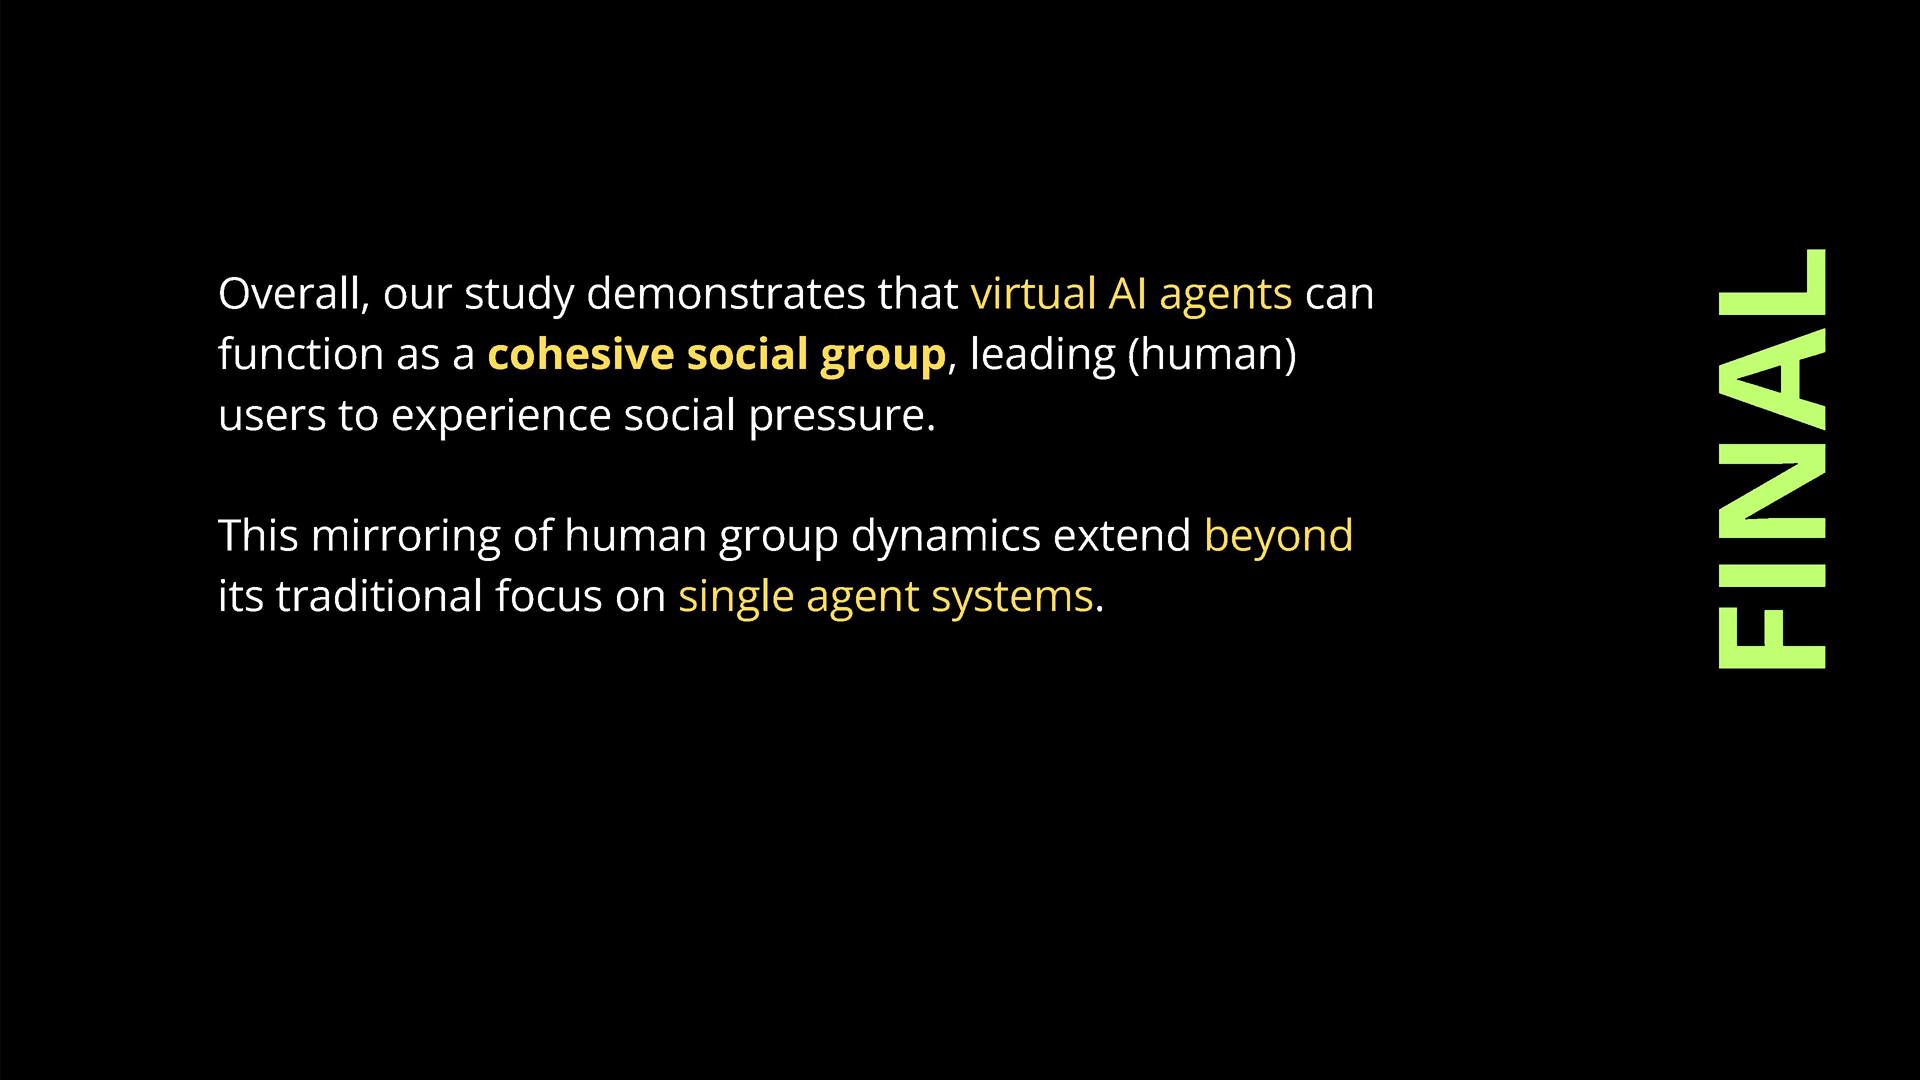 Overall, our study demonstrates that virtual AI agents can
function as a cohesive social group, leading (human)
users to experience social pressure.
This mirroring of human group dynamics extend beyond
its traditional focus on single agent systems.
FINAL